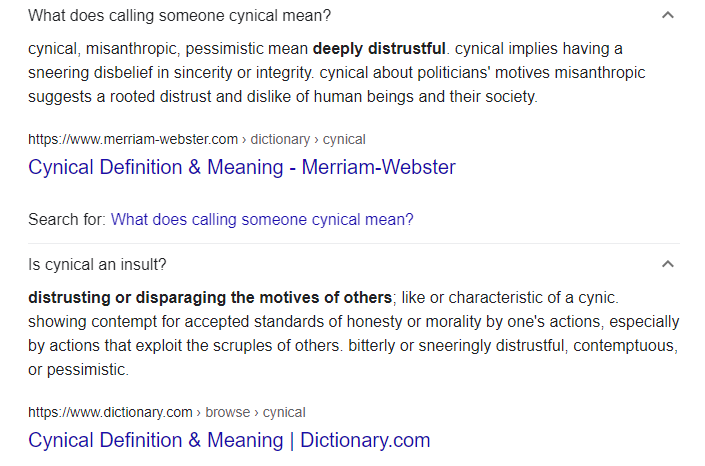 What does calling someone cynical mean?
cynical, misanthropic, pessimistic mean deeply distrustful. cynical implies having a
sneering disbelief in sincerity or integrity. cynical about politicians' motives misanthropic
suggests a rooted distrust and dislike of human beings and their society.
https://www.merriam-webster.com › dictionary › cynical
Cynical Definition & Meaning - Merriam-Webster
Search for: What does calling someone cynical mean?
Is cynical an insult?
distrusting or disparaging the motives of others; like or characteristic of a cynic.
showing contempt for accepted standards of honesty or morality by one's actions, especially
by actions that exploit the scruples of others. bitterly or sneeringly distrustful, contemptuous,
or pessimistic.
https://www.dictionary.com › browse › cynical
Cynical Definition & Meaning | Dictionary.com